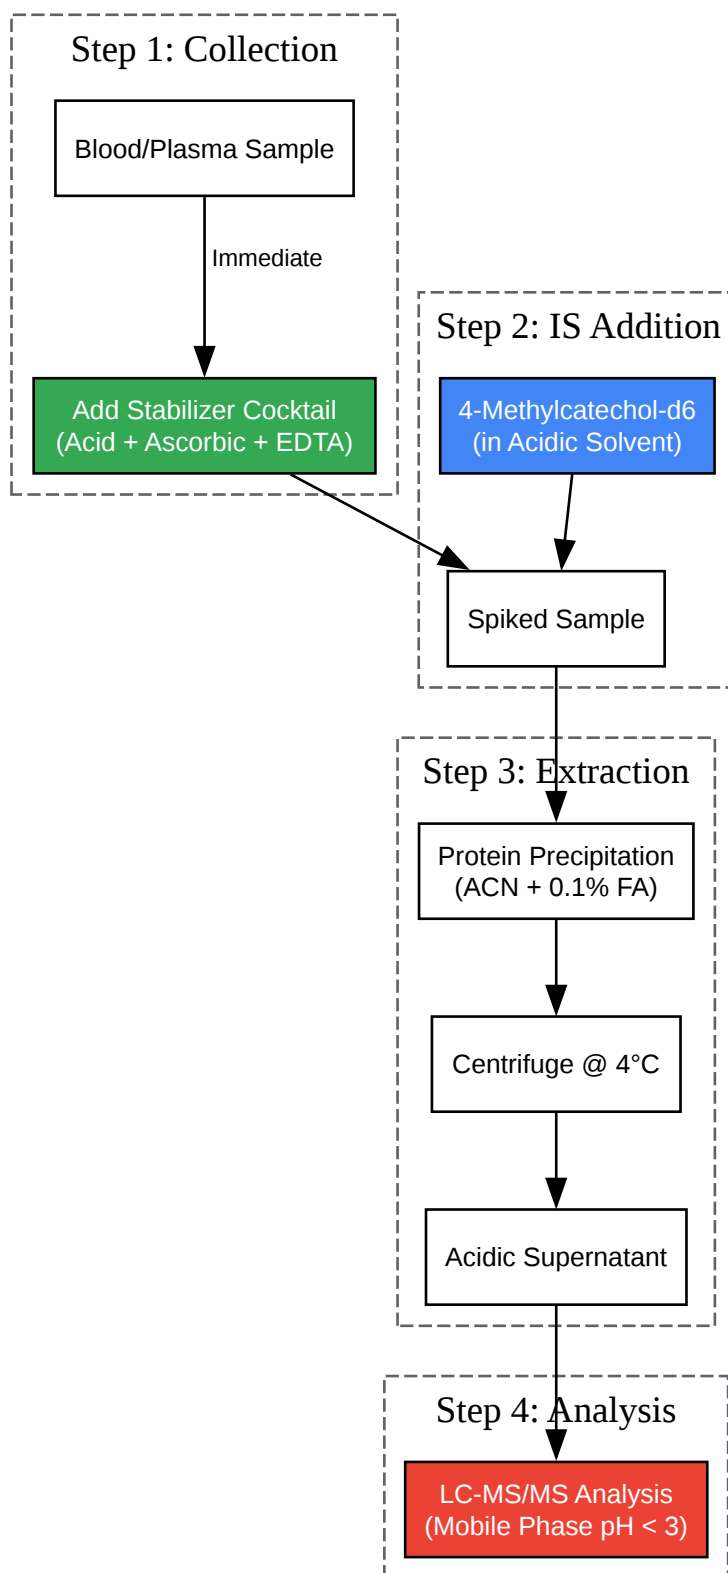 Step 1: Collection
Blood/Plasma Sample
Immediate
Add Stabilizer Cocktail
(Acid + Ascorbic + EDTA)
Step 2: IS Addition
4-Methylcatechol-d6
(in Acidic Solvent)
Spiked Sample
Step 3: Extraction
Protein Precipitation
(ACN + 0.1% FA)
Centrifuge @ 4°C
Acidic Supernatant
Step 4: Analysis
LC-MS/MS Analysis
(Mobile Phase pH < 3)